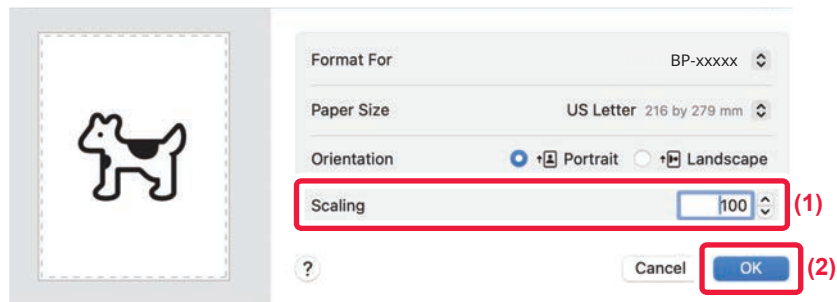 Format For BP-xxxxx
Paper Size US Letter 216 by 279 mm
Orientation Portrait Landscape
Scaling 100 (1)
? Cancel OK (2)